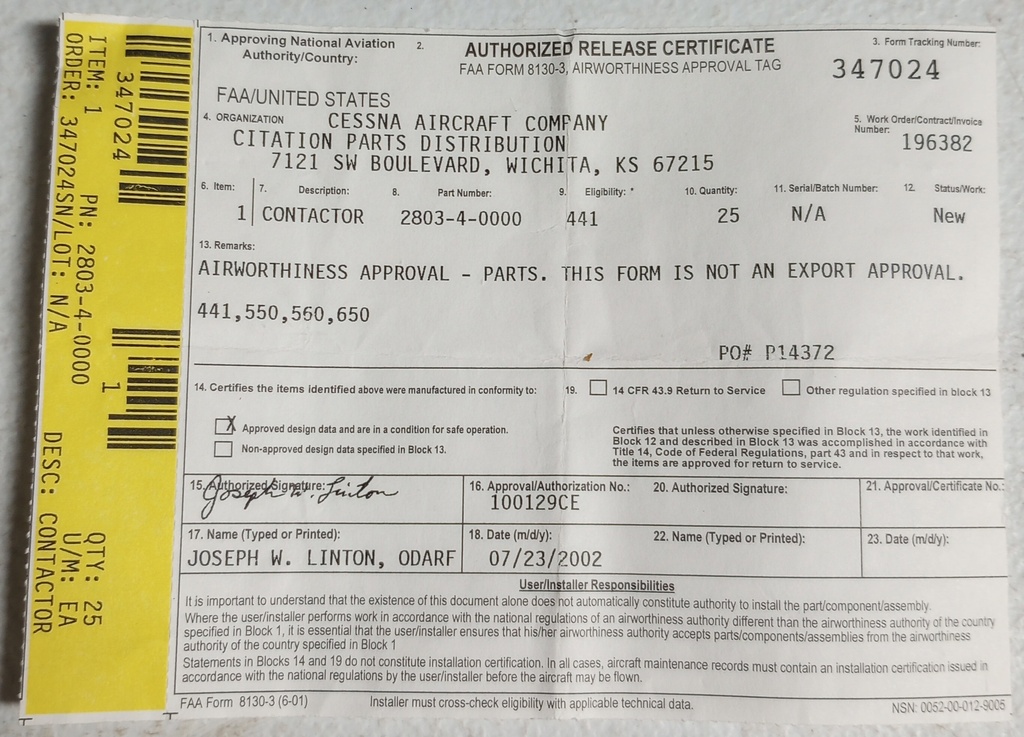 ITEM: 1 PN: 2803-4-0000 QTY: 25
ORDER: 347024SN/LOT: N/A U/M: EA
DESC: CONTACTOR
347024
1
1. Approving National Aviation Authority/Country:
FAA/UNITED STATES
2. AUTHORIZED RELEASE CERTIFICATE
FAA FORM 8130-3, AIRWORTHINESS APPROVAL TAG
3. Form Tracking Number:
347024
4. ORGANIZATION CESSNA AIRCRAFT COMPANY
CITATION PARTS DISTRIBUTION
7121 SW BOULEVARD, WICHITA, KS 67215
5. Work Order/Contract/Invoice
Number: 196382
6. Item: 7. Description: 8. Part Number: 9. Eligibility: * 10. Quantity: 11. Serial/Batch Number: 12. Status/Work:
1 CONTACTOR 2803-4-0000 441 25 N/A New
13. Remarks:
AIRWORTHINESS APPROVAL - PARTS. THIS FORM IS NOT AN EXPORT APPROVAL.
441,550,560,650
PO# P14372
14. Certifies the items identified above were manufactured in conformity to:
X Approved design data and are in a condition for safe operation.
Non-approved design data specified in Block 13.
19. 14 CFR 43.9 Return to Service Other regulation specified in block 13
Certifies that unless otherwise specified in Block 13, the work identified in
Block 12 and described in Block 13 was accomplished in accordance with
Title 14, Code of Federal Regulations, part 43 and in respect to that work,
the items are approved for return to service.
15. Authorized Signature:
Joseph W. Linton
16. Approval/Authorization No.:
100129CE
20. Authorized Signature:
21. Approval/Certificate No.:
17. Name (Typed or Printed):
JOSEPH W. LINTON, ODARF
18. Date (m/d/y):
07/23/2002
22. Name (Typed or Printed):
23. Date (m/d/y):
User/Installer Responsibilities
It is important to understand that the existence of this document alone does not automatically constitute authority to install the part/component/assembly.
Where the user/installer performs work in accordance with the national regulations of an airworthiness authority different than the airworthiness authority of the country
specified in Block 1, it is essential that the user/installer ensures that his/her airworthiness authority accepts parts/components/assemblies from the airworthiness
authority of the country specified in Block 1
Statements in Blocks 14 and 19 do not constitute installation certification. In all cases, aircraft maintenance records must contain an installation certification issued in
accordance with the national regulations by the user/installer before the aircraft may be flown.
FAA Form 8130-3 (6-01) Installer must cross-check eligibility with applicable technical data. NSN: 0052-00-012-9005